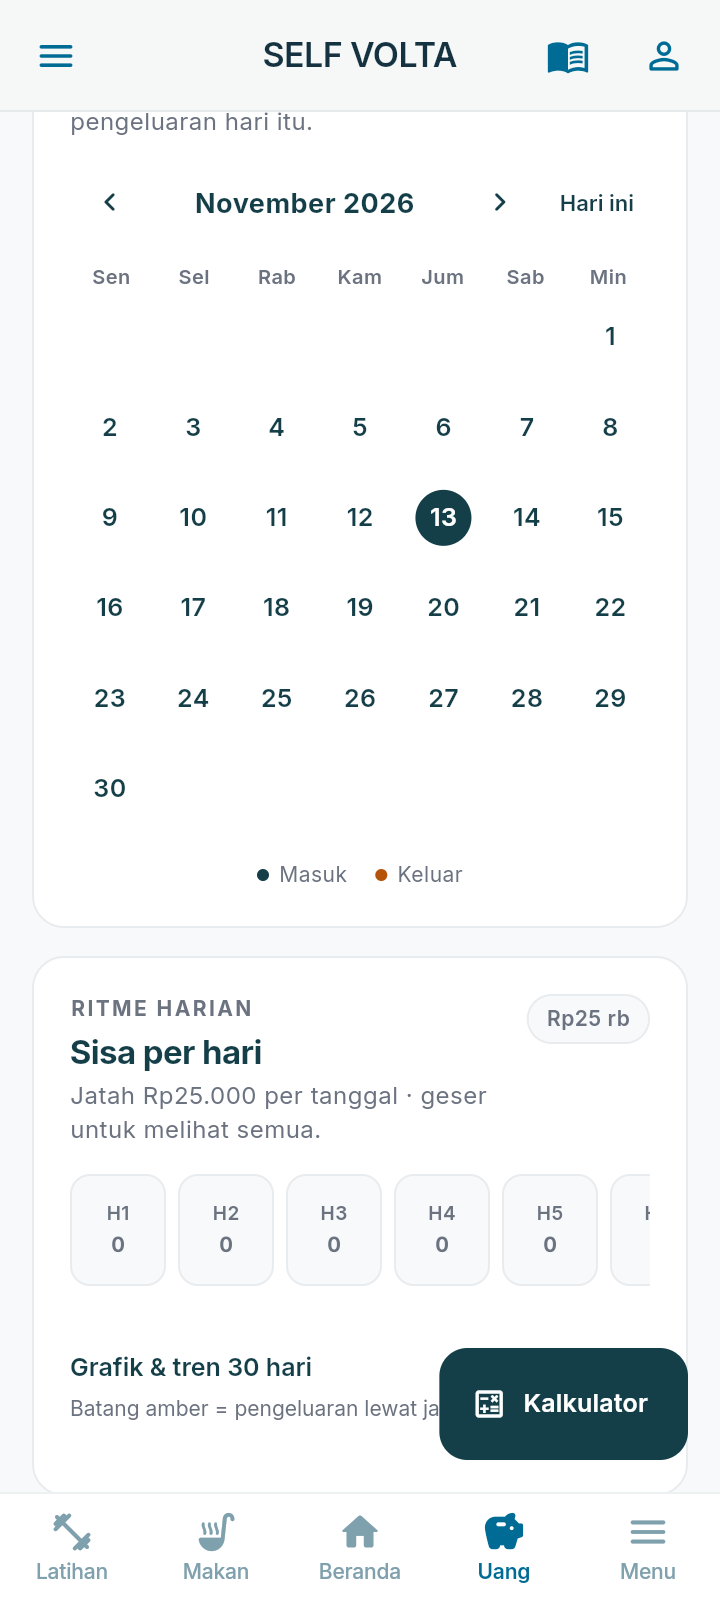 SELF VOLTA
pengeluaran hari itu.
November 2026
Hari ini
Sen Sel Rab Kam Jum Sab Min
1
2 3 4 5 6 7 8
9 10 11 12 13 14 15
16 17 18 19 20 21 22
23 24 25 26 27 28 29
30
Masuk Keluar
RITME HARIAN
Rp25 rb
Sisa per hari
Jatah Rp25.000 per tanggal · geser
untuk melihat semua.
H1 H2 H3 H4 H5
0 0 0 0 0
Grafik & tren 30 hari
Batang amber = pengeluaran lewat
Kalkulator
Latihan Makan Beranda Uang Menu